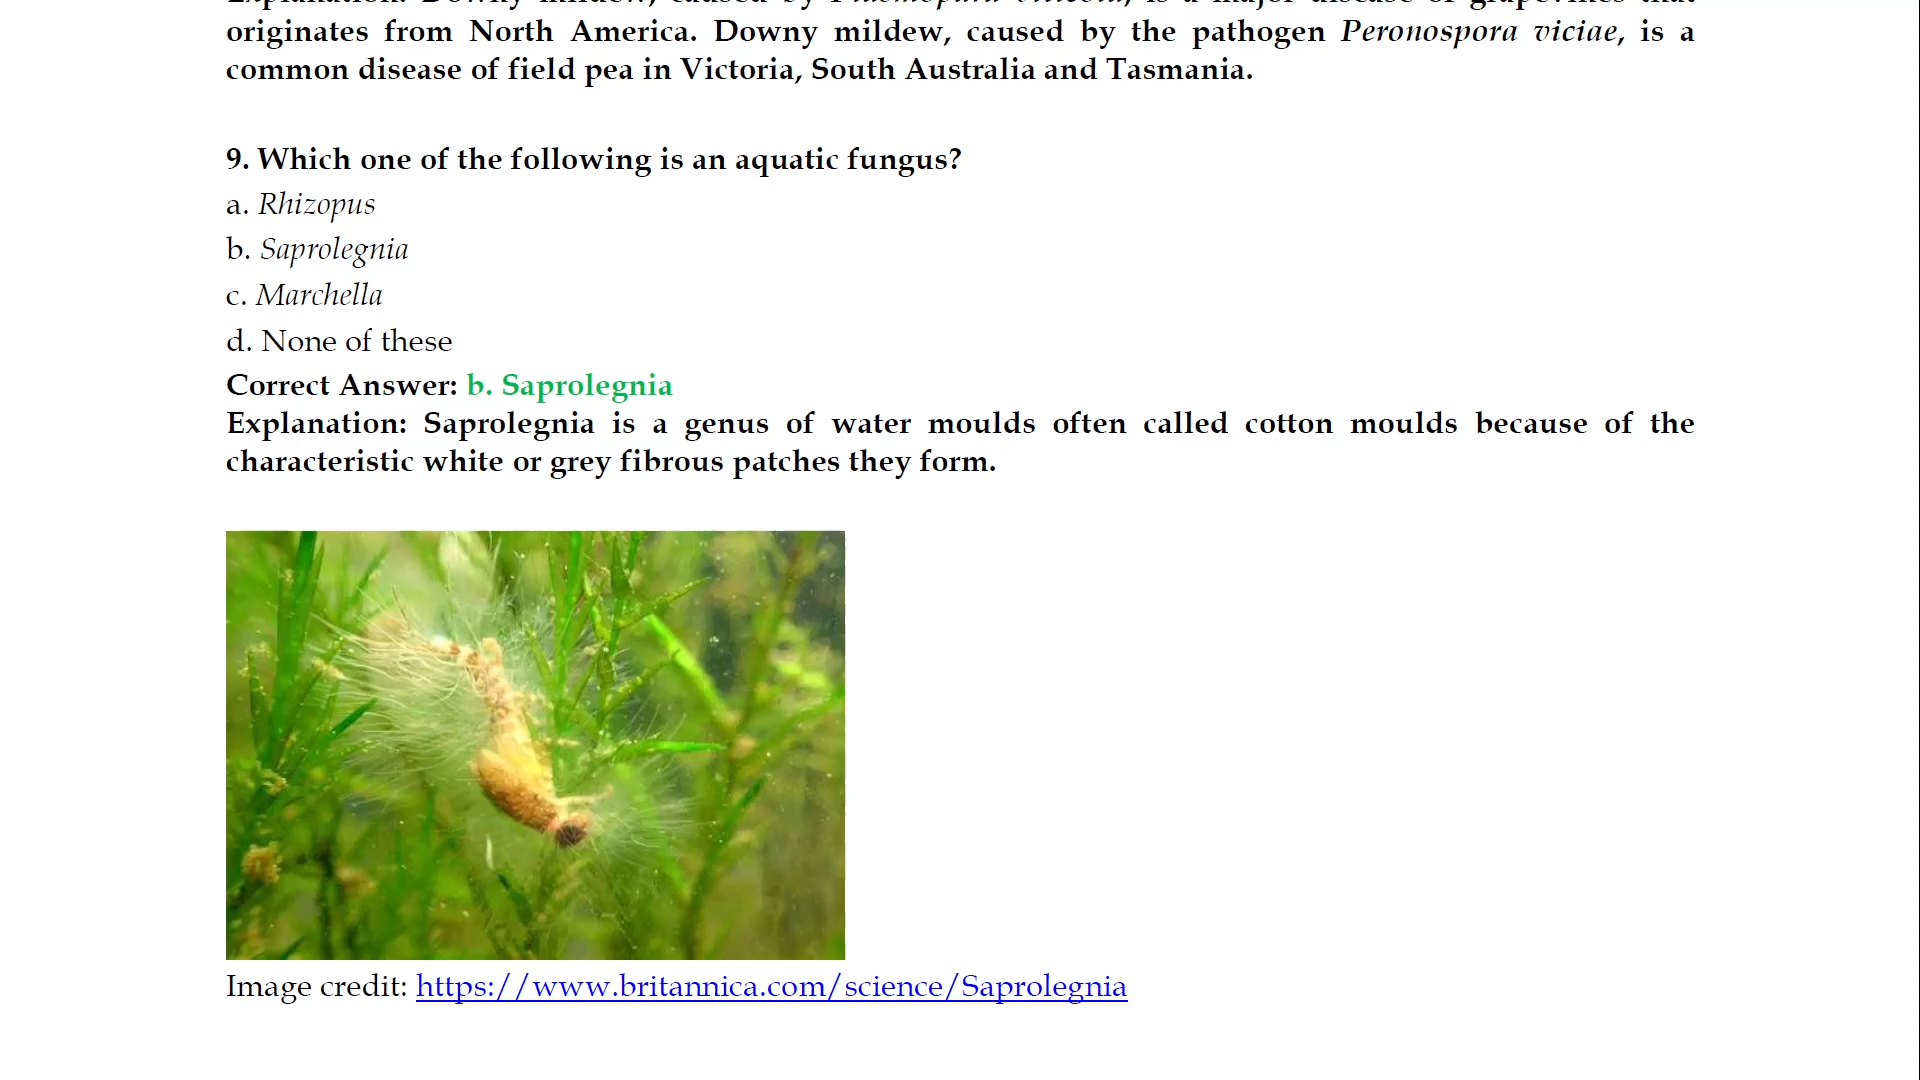 originates from North America. Downy mildew, caused by the pathogen Peronospora viciae, is a
common disease of field pea in Victoria, South Australia and Tasmania.
9. Which one of the following is an aquatic fungus?
a. Rhizopus
b. Saprolegnia
c. Marchella
d. None of these
Correct Answer: b. Saprolegnia
Explanation: Saprolegnia is a genus of water moulds often called cotton moulds because of the
characteristic white or grey fibrous patches they form.
Image credit: https://www.britannica.com/science/Saprolegnia